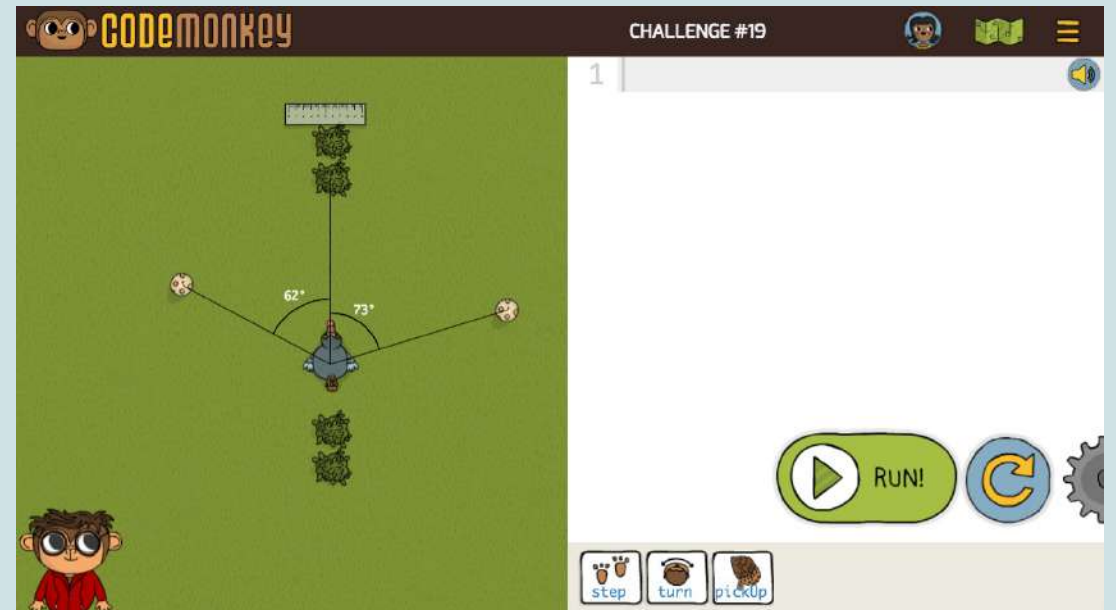 CODEMONKEY
CHALLENGE #19
1
62°
73°
RUN!
step
turn
pickUp